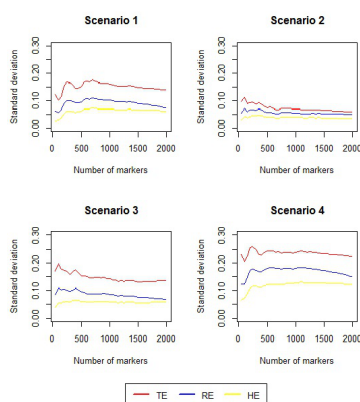 Scenario 1
Standard deviation
0.00 0.10 0.20 0.30
0 500 1000 1500 2000
Number of markers
Scenario 2
Standard deviation
0.00 0.10 0.20 0.30
0 500 1000 1500 2000
Number of markers
Scenario 3
Standard deviation
0.00 0.10 0.20 0.30
0 500 1000 1500 2000
Number of markers
Scenario 4
Standard deviation
0.00 0.10 0.20 0.30
0 500 1000 1500 2000
Number of markers
TE RE HE